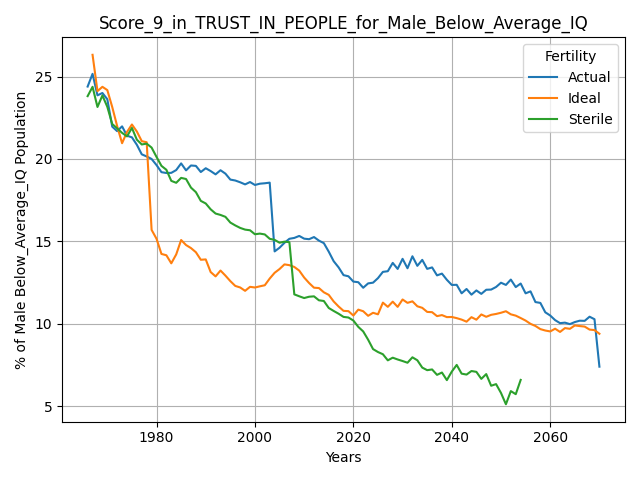 Score_9_in_TRUST_IN_PEOPLE_for_Male_Below_Average_IQ
% of Male Below_Average_IQ Population
25
20
15
10
5
Fertility
Actual
Ideal
Sterile
1980 2000 2020 2040 2060
Years